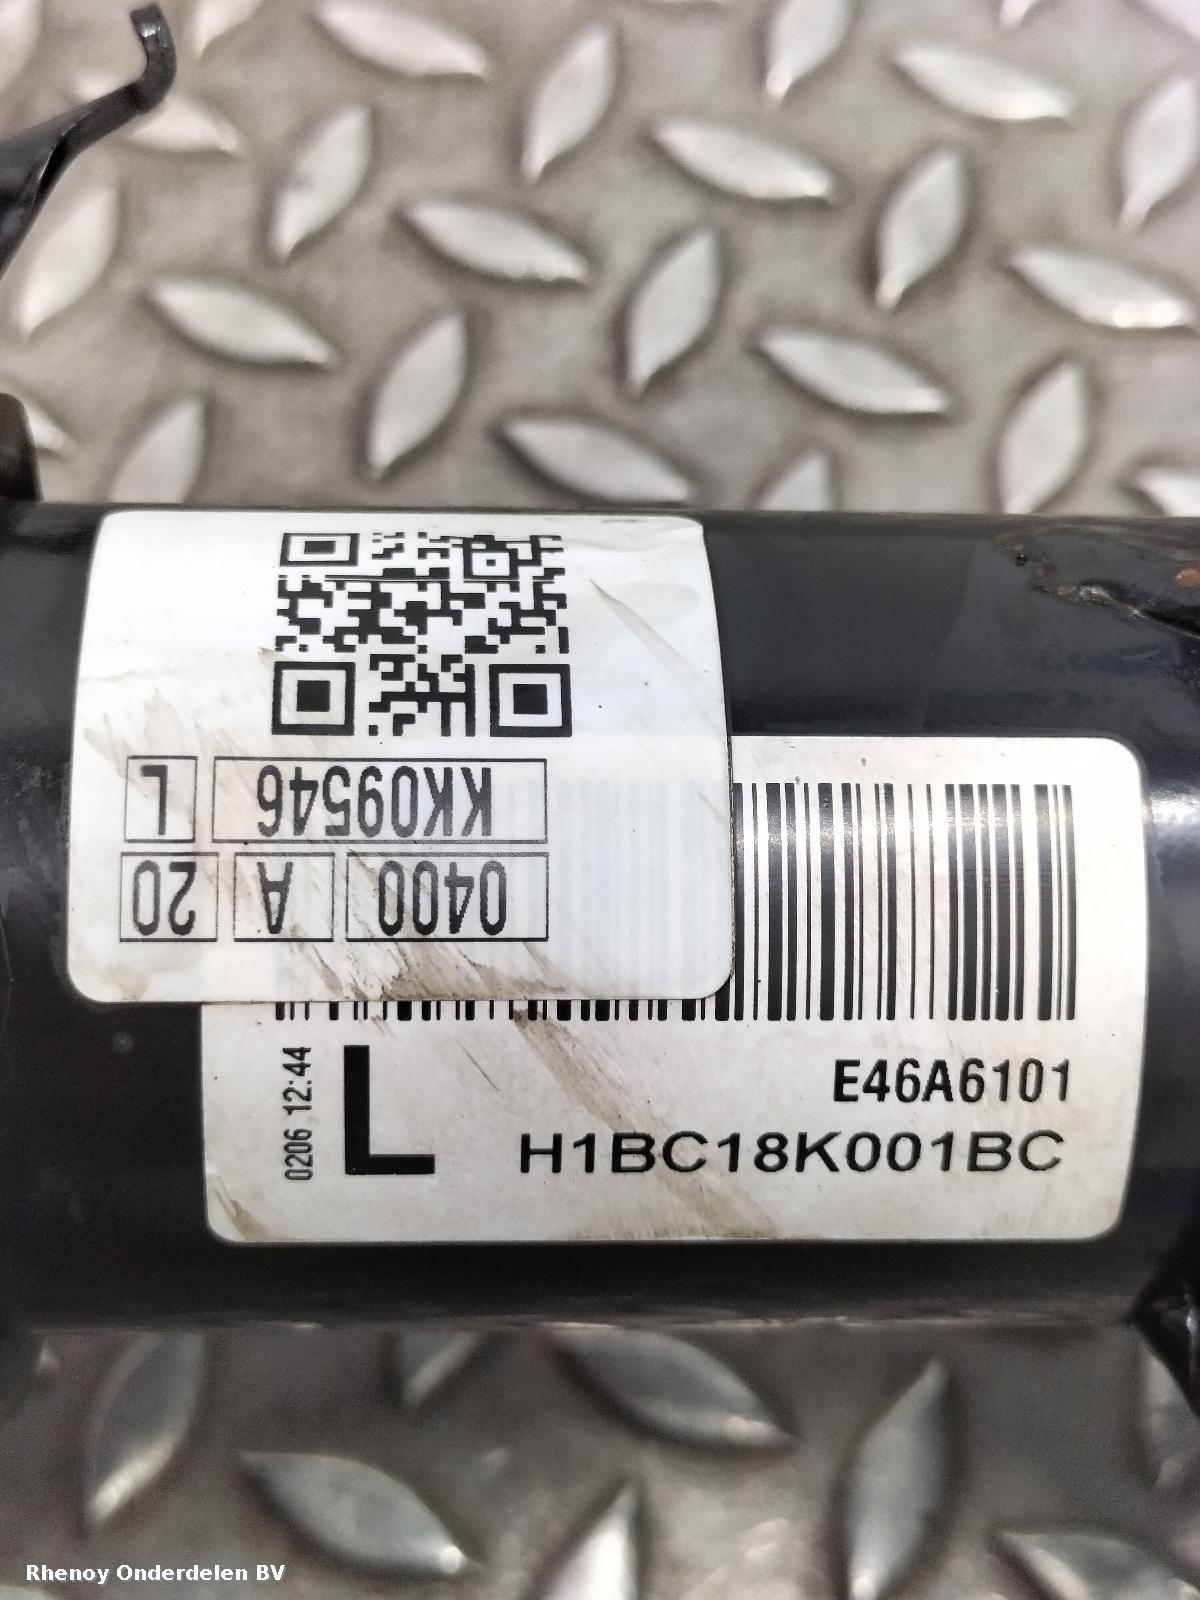 KK09546 L
0400 A 20
0206 12:44
L
E46A6101
H1BC18K001BC
Rhenoy Onderdelen BV